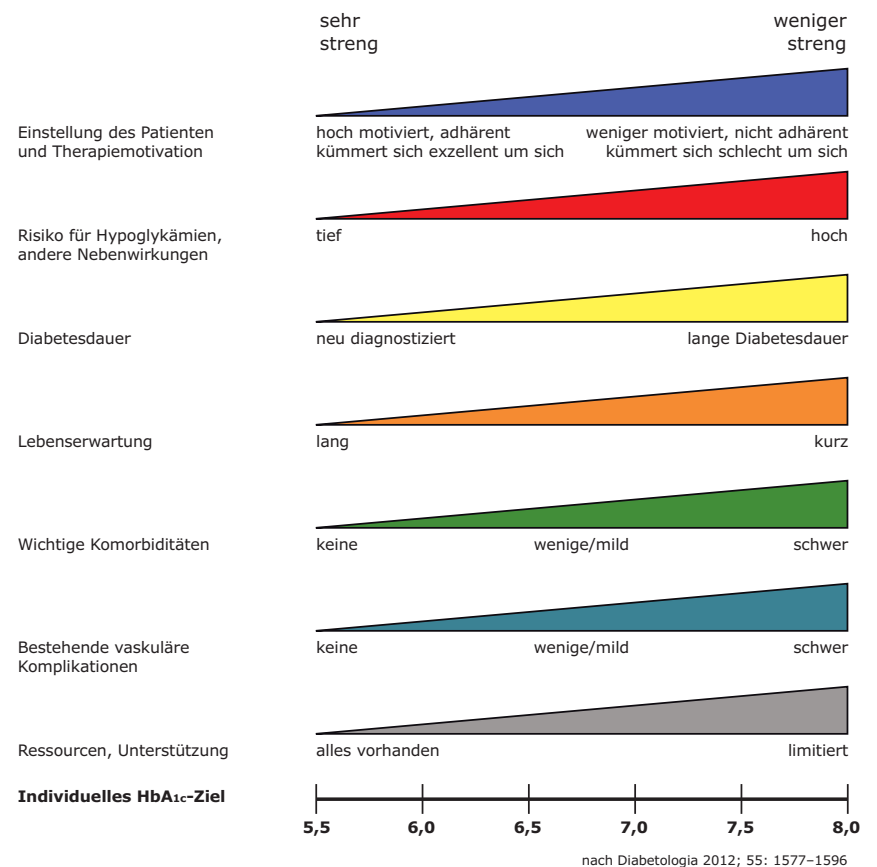 sehr
streng
weniger
streng
Einstellung des Patienten
und Therapiemotivation
hoch motiviert, adhärent
kümmert sich exzellent um sich
weniger motiviert, nicht adhärent
kümmert sich schlecht um sich
Risiko für Hypoglykämien,
andere Nebenwirkungen
tief
hoch
Diabetesdauer
neu diagnostiziert
lange Diabetesdauer
Lebenserwartung
lang
kurz
Wichtige Komorbiditäten
keine
wenige/mild
schwer
Bestehende vaskuläre
Komplikationen
keine
wenige/mild
schwer
Ressourcen, Unterstützung
alles vorhanden
limitiert
Individuelles HbA1c-Ziel
5,5 6,0 6,5 7,0 7,5 8,0
nach Diabetologia 2012; 55: 1577–1596